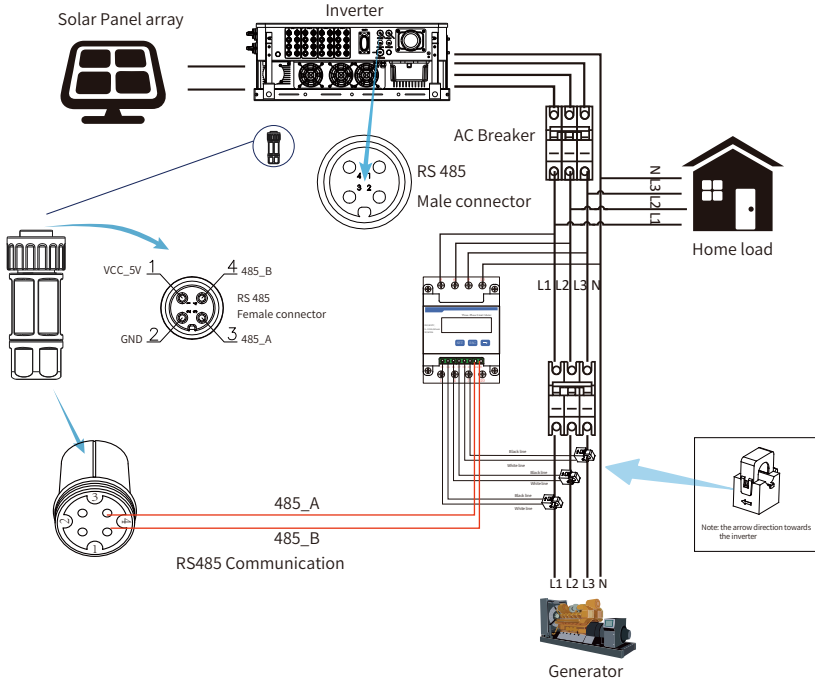 Solar Panel array
Inverter
AC Breaker
RS 485
Male connector
4
3 2
N
L3
L2
L1
Home load
VCC_5V 1
4 485_B
RS 485
Female connector
GND 2
3 485_A
L1 L2 L3 N
Black line
White line
Black line
White line
Black line
White line
3
2
4
1
485_A
485_B
RS485 Communication
Note: the arrow direction towards
the inverter
L1 L2 L3 N
Generator